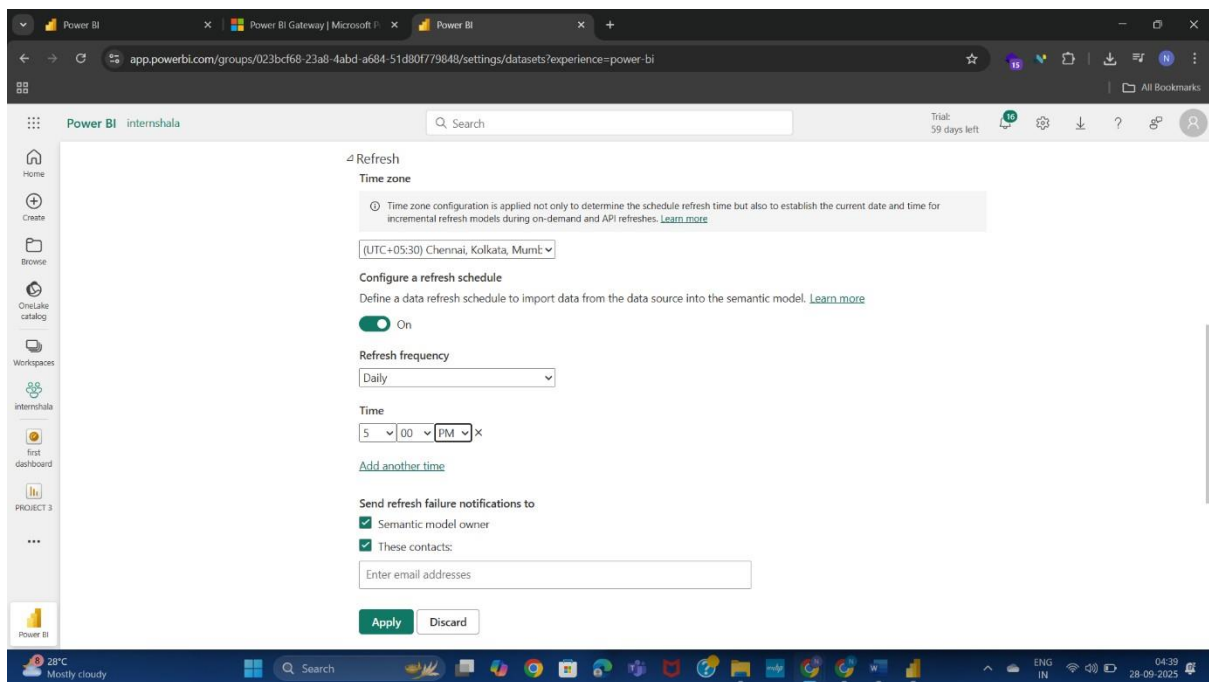 Power BI
Power BI Gateway | Microsoft P
Power BI
app.powerbi.com/groups/023bcf68-23a8-4abd-a684-51d80f779848/settings/datasets?experience=power-bi
15
N
All Bookmarks
Power BI internshala
Search
Trial:
59 days left
16
Home
Create
Browse
OneLake
catalog
Workspaces
internshala
first
dashboard
PROJECT 3
Power BI
Refresh
Time zone
Time zone configuration is applied not only to determine the schedule refresh time but also to establish the current date and time for
incremental refresh models during on-demand and API refreshes. Learn more
(UTC+05:30) Chennai, Kolkata, Mumb
Configure a refresh schedule
Define a data refresh schedule to import data from the data source into the semantic model. Learn more
On
Refresh frequency
Daily
Time
5 00 PM
Add another time
Send refresh failure notifications to
Semantic model owner
These contacts:
Enter email addresses
Apply Discard
8
28°C
Mostly cloudy
Search
ENG
IN
04:39
28-09-2025